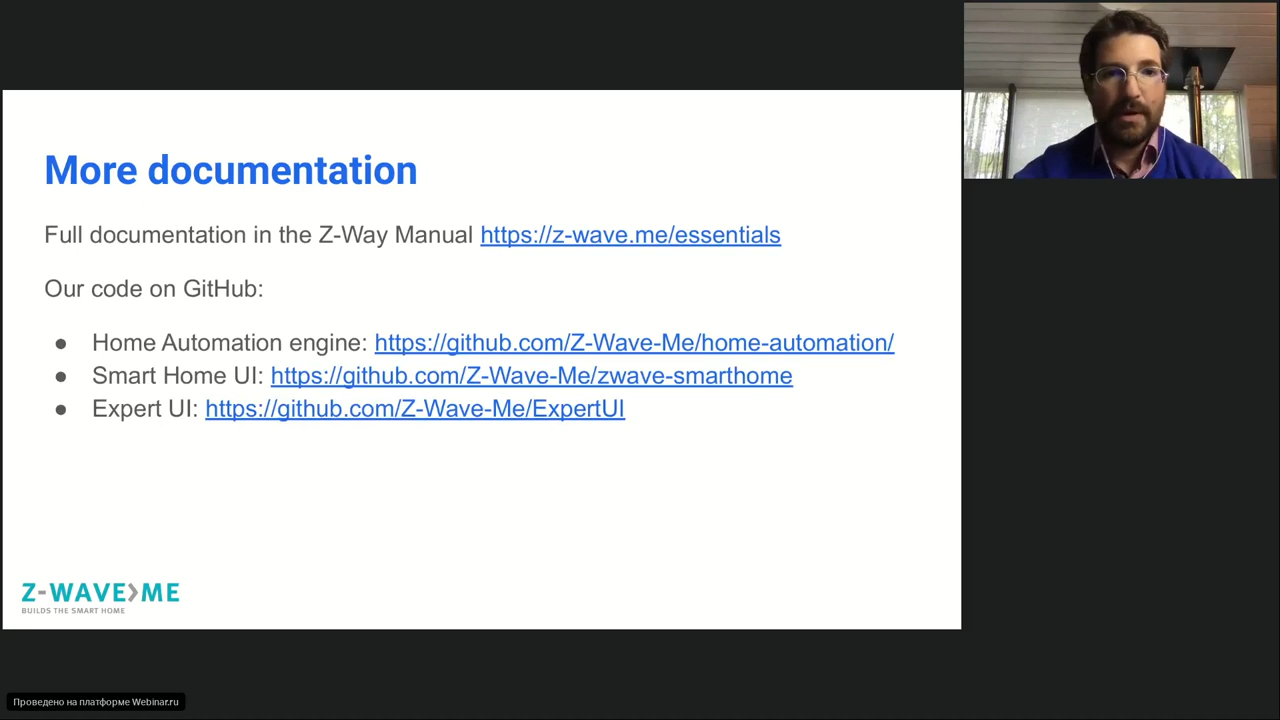 More documentation
Full documentation in the Z-Way Manual https://z-wave.me/essentials
Our code on GitHub:
● Home Automation engine: https://github.com/Z-Wave-Me/home-automation/
● Smart Home UI: https://github.com/Z-Wave-Me/zwave-smarthome
● Expert UI: https://github.com/Z-Wave-Me/ExpertUI
Z-WAVE>ME
BUILDS THE SMART HOME
Проведено на платформе Webinar.ru